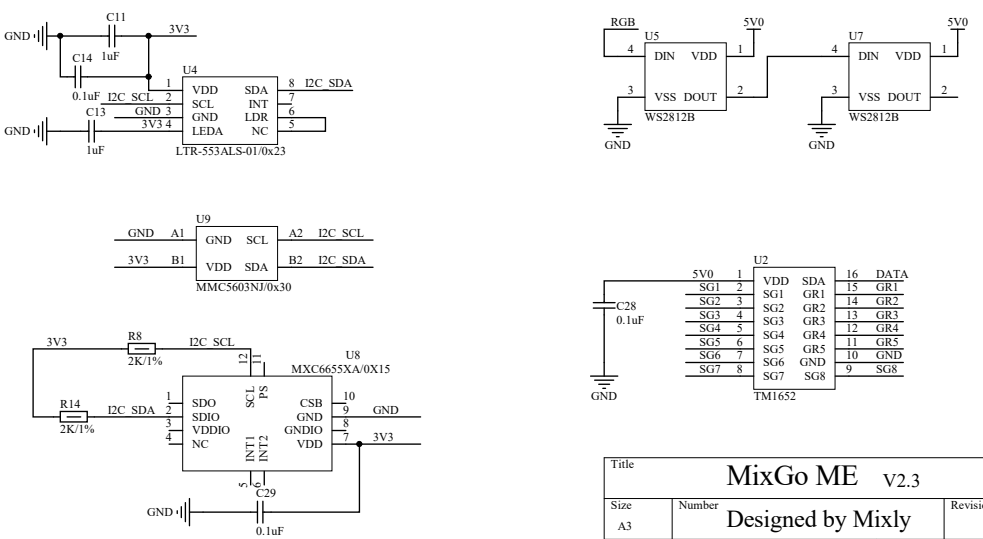 C11
GND
3V3
1uF
C14
0.1uF
U4
1 VDD SDA 8 I2C_SDA
I2C_SCL 2 SCL INT 7
GND 3 GND LDR 6
3V3 4 LEDA NC 5
C13
GND
1uF
LTR-553ALS-01/0x23
RGB
5V0
U5
4 DIN VDD 1
3 VSS DOUT 2
WS2812B
GND
5V0
U7
4 DIN VDD 1
3 VSS DOUT 2
WS2812B
GND
U9
GND A1 GND SCL A2 I2C_SCL
3V3 B1 VDD SDA B2 I2C_SDA
MMC5603NJ/0x30
U2
5V0 1 VDD SDA 16 DATA
SG1 2 SG1 GR1 15 GR1
SG2 3 SG2 GR2 14 GR2
SG3 4 SG3 GR3 13 GR3
SG4 5 SG4 GR4 12 GR4
SG5 6 SG5 GR5 11 GR5
SG6 7 SG6 GND 10 GND
SG7 8 SG7 SG8 9 SG8
TM1652
C28
0.1uF
GND
3V3
R8
2K/1%
I2C_SCL
12 11
SCL PS
U8
MXC6655XA/0X15
R14
2K/1%
1 SDO CSB 10
I2C_SDA 2 SDIO GND 9 GND
3 VDDIO GNDIO 8
4 NC VDD 7 3V3
INT1 INT2
5 6
C29
GND
0.1uF
Title
MixGo ME V2.3
Size
A3
Number
Designed by Mixly